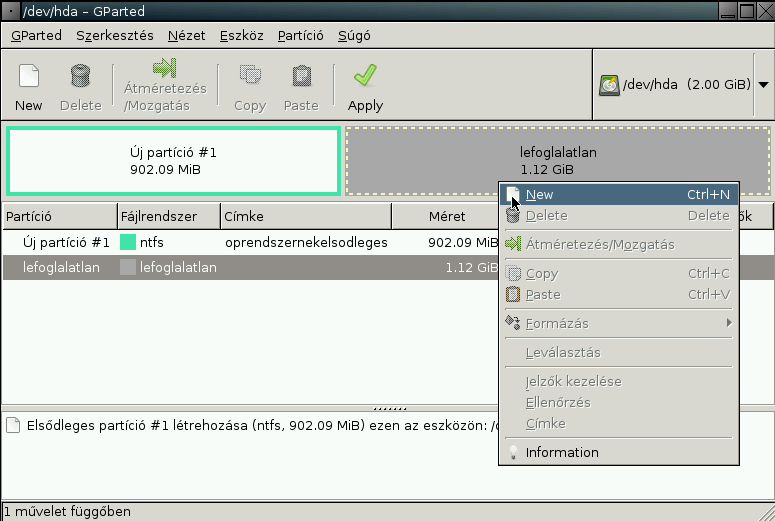 /dev/hda – GParted
GParted Szerkesztés Nézet Eszköz Partíció Súgó
New Delete Átméretezés /Mozgatás Copy Paste Apply /dev/hda (2.00 GiB)
Új partíció #1
902.09 MiB
lefoglalatlan
1.12 GiB
Partíció Fájlrendszer Címke Méret
Új partíció #1 ntfs oprendszernekelsodleges 902.09 MiB
lefoglalatlan lefoglalatlan 1.12 GiB
New Ctrl+N
Delete Delete
Átméretezés/Mozgatás
Copy Ctrl+C
Paste Ctrl+V
Formázás
Leválasztás
Jelzők kezelése
Ellenőrzés
Címke
Information
Elsődleges partíció #1 létrehozása (ntfs, 902.09 MiB) ezen az eszközön:
1 művelet függőben